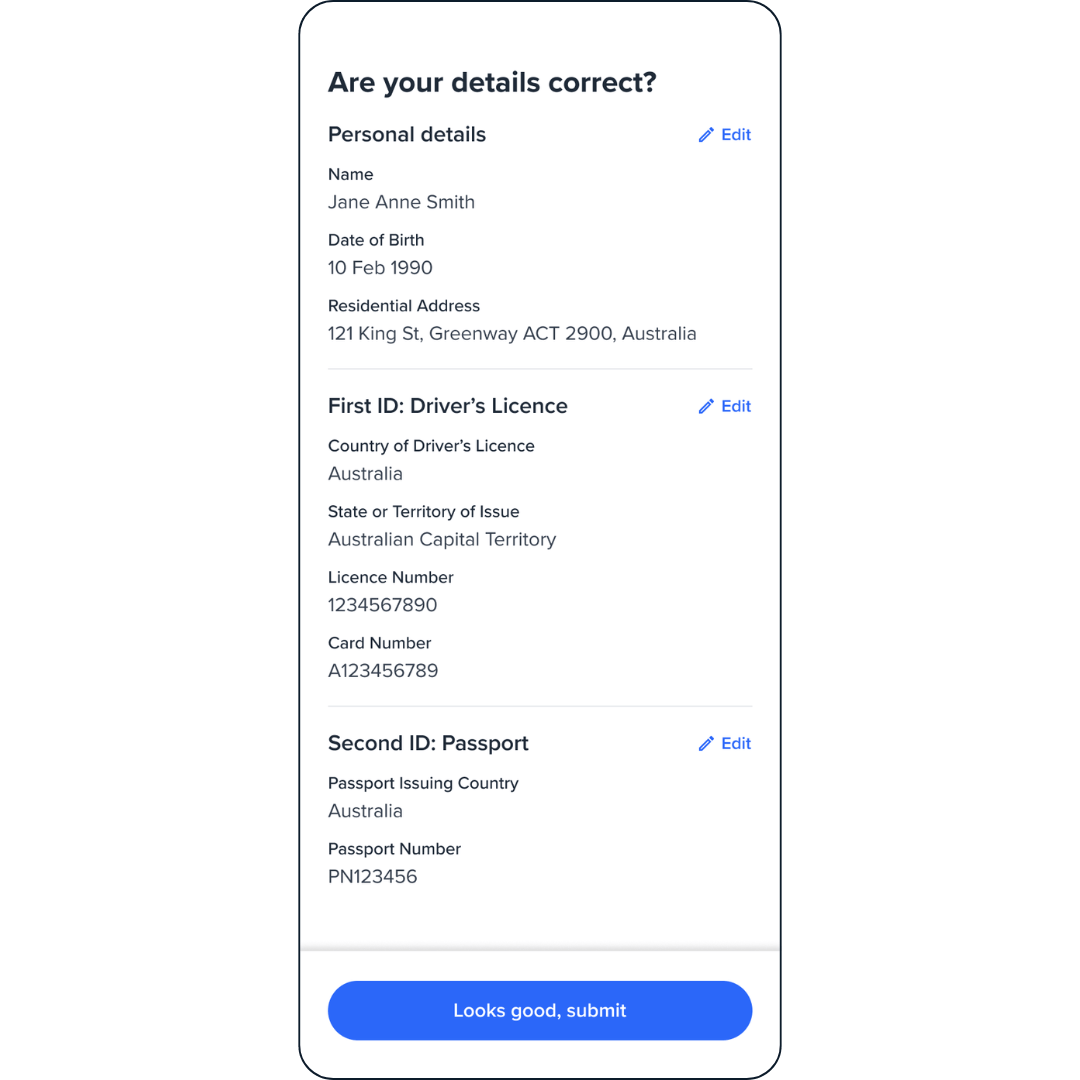 Are your details correct?
Personal details
Edit
Name
Jane Anne Smith
Date of Birth
10 Feb 1990
Residential Address
121 King St, Greenway ACT 2900, Australia
First ID: Driver’s Licence
Edit
Country of Driver’s Licence
Australia
State or Territory of Issue
Australian Capital Territory
Licence Number
1234567890
Card Number
A123456789
Second ID: Passport
Edit
Passport Issuing Country
Australia
Passport Number
PN123456
Looks good, submit